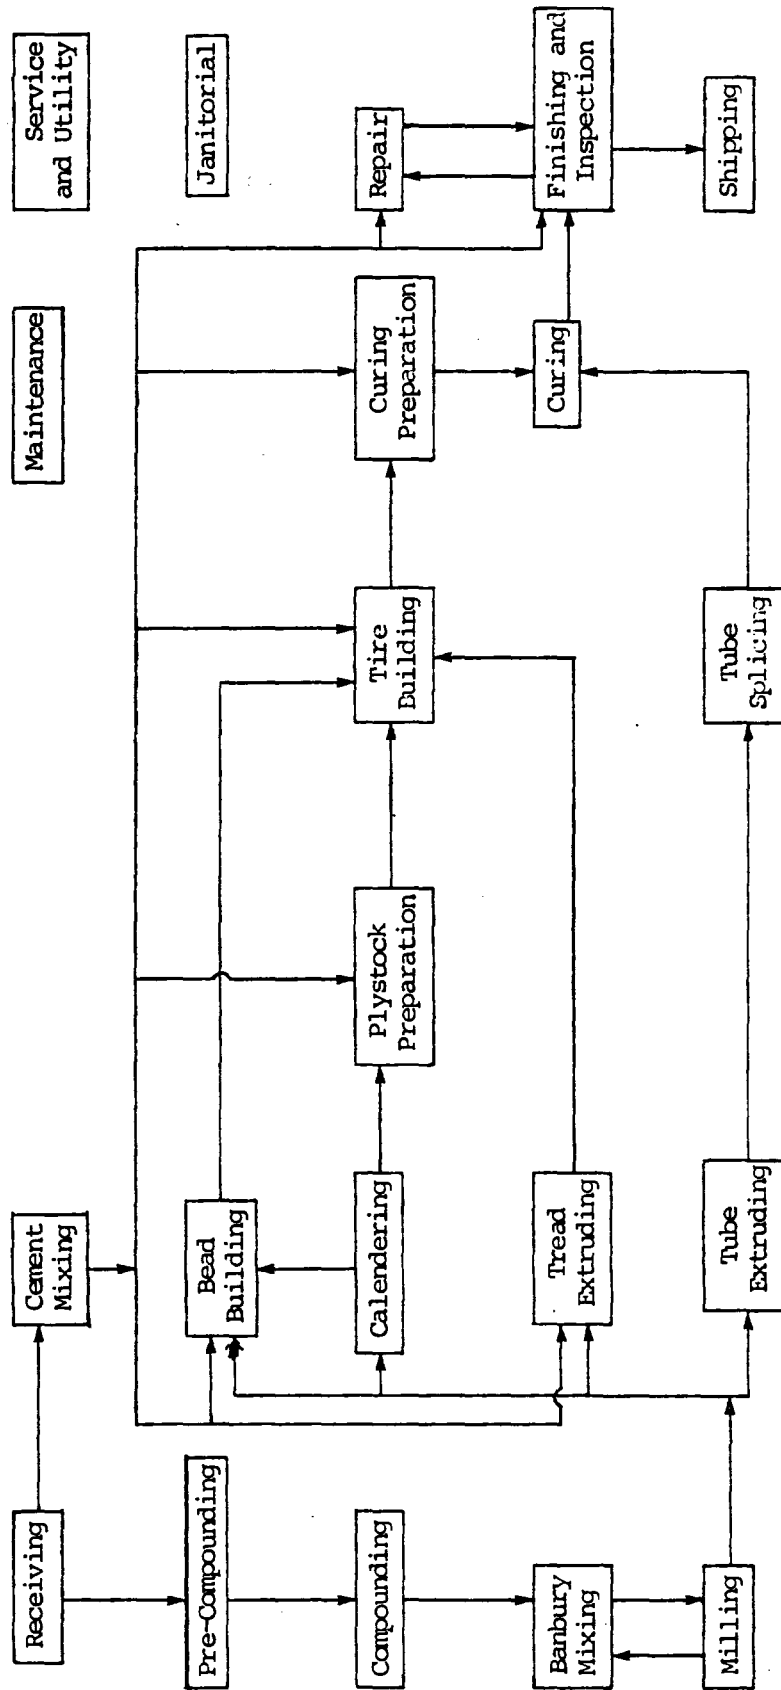 Receiving
Cement
Mixing
Maintenance
Service
and Utility
Pre-Compounding
Bead
Building
Janitorial
Compounding
Calendering
Plystock
Preparation
Tire
Building
Curing
Preparation
Repair
Banbury
Mixing
Tread
Extruding
Curing
Finishing and
Inspection
Milling
Tube
Extruding
Tube
Splicing
Shipping